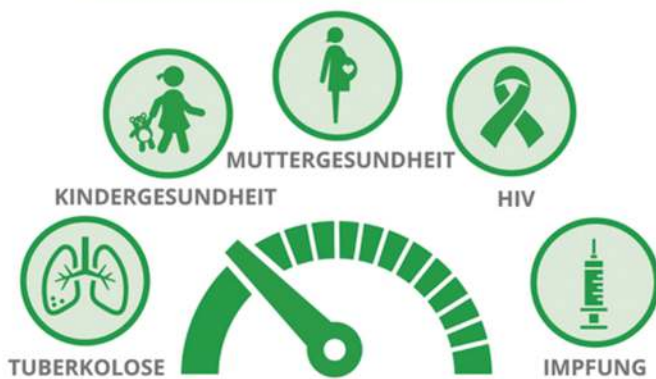 MUTTERGESUNDHEIT
KINDERGESUNDHEIT
HIV
TUBERKOLOSE
IMPFUNG